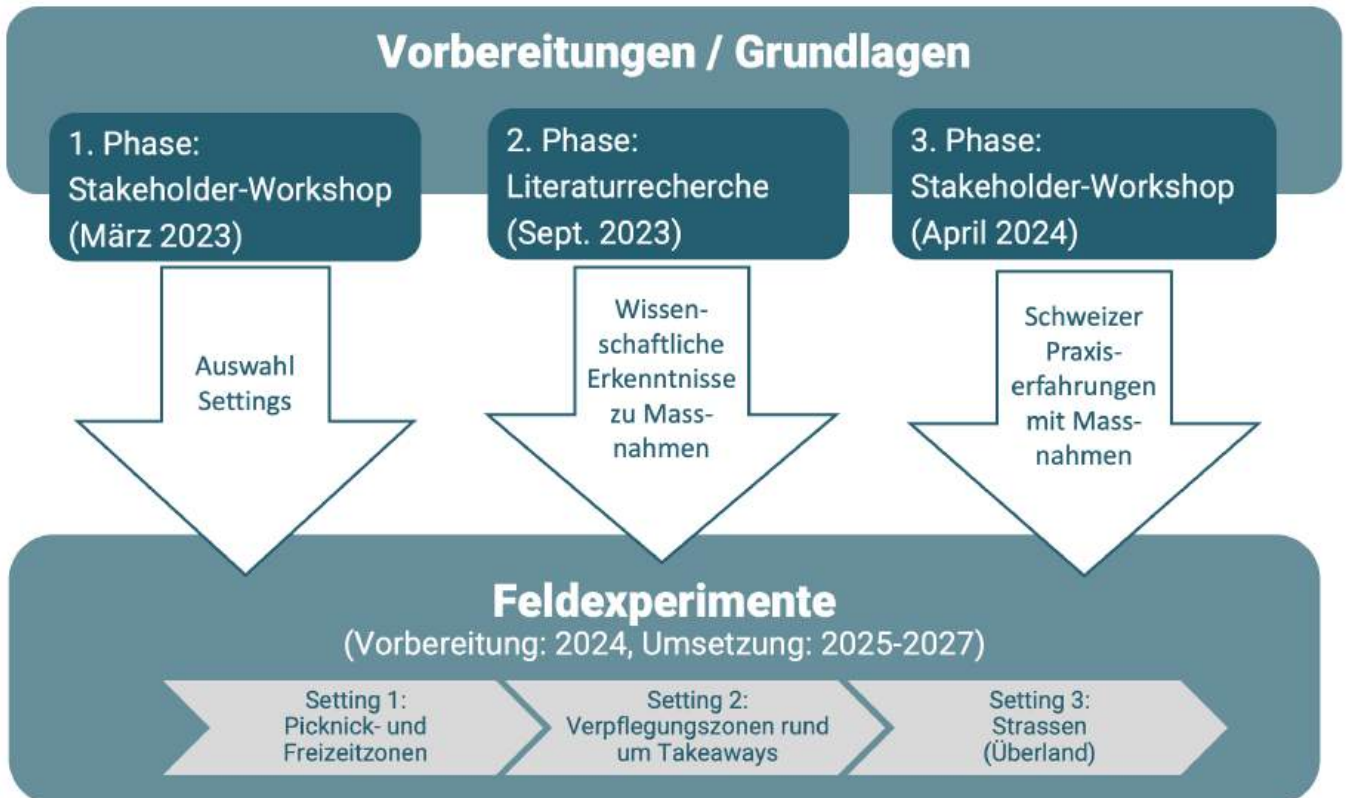 Vorbereitungen / Grundlagen
1. Phase:
Stakeholder-Workshop
(März 2023)
2. Phase:
Literaturrecherche
(Sept. 2023)
3. Phase:
Stakeholder-Workshop
(April 2024)
Auswahl
Settings
Wissen-
schaftliche
Erkenntnisse
zu Mass-
nahmen
Schweizer
Praxis-
erfahrungen
mit Mass-
nahmen
Feldexperimente
(Vorbereitung: 2024, Umsetzung: 2025-2027)
Setting 1:
Picknick- und
Freizeitzonen
Setting 2:
Verpflegungszonen rund
um Takeaways
Setting 3:
Strassen
(Überland)